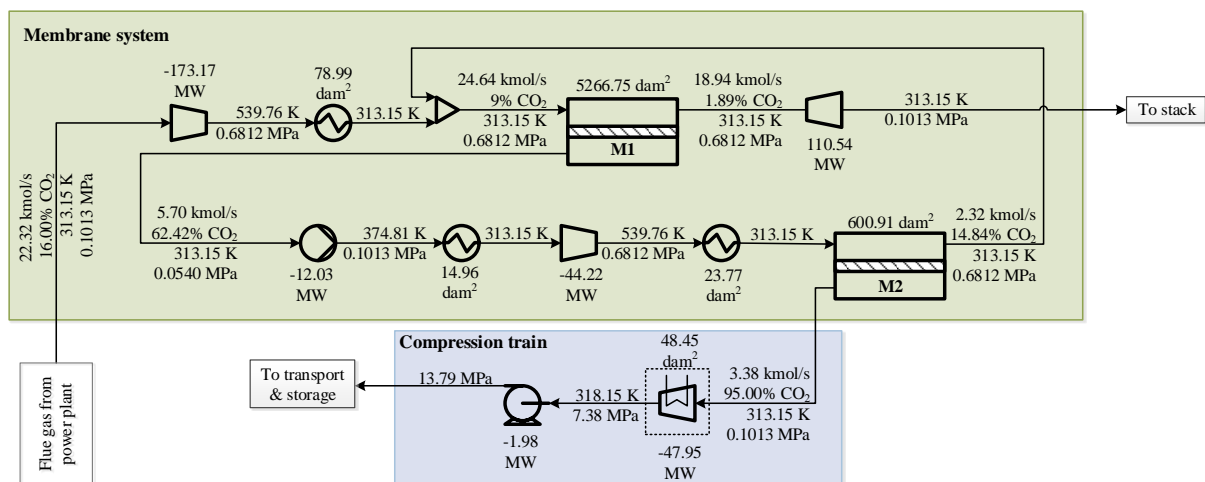 Membrane system
-173.17
MW
539.76 K
0.6812 MPa
78.99
dam²
313.15 K
24.64 kmol/s
9% CO₂
313.15 K
0.6812 MPa
5266.75 dam²
M1
18.94 kmol/s
1.89% CO₂
313.15 K
0.6812 MPa
110.54
MW
313.15 K
0.1013 MPa
To stack
22.32 kmol/s
16.00% CO₂
313.15 K
0.1013 MPa
5.70 kmol/s
62.42% CO₂
313.15 K
0.0540 MPa
-12.03
MW
374.81 K
0.1013 MPa
14.96
dam²
313.15 K
-44.22
MW
539.76 K
0.6812 MPa
23.77
dam²
313.15 K
600.91 dam²
M2
2.32 kmol/s
14.84% CO₂
313.15 K
0.6812 MPa
Flue gas from
power plant
Compression train
To transport
& storage
13.79 MPa
-1.98
MW
318.15 K
7.38 MPa
48.45
dam²
-47.95
MW
3.38 kmol/s
95.00% CO₂
313.15 K
0.1013 MPa